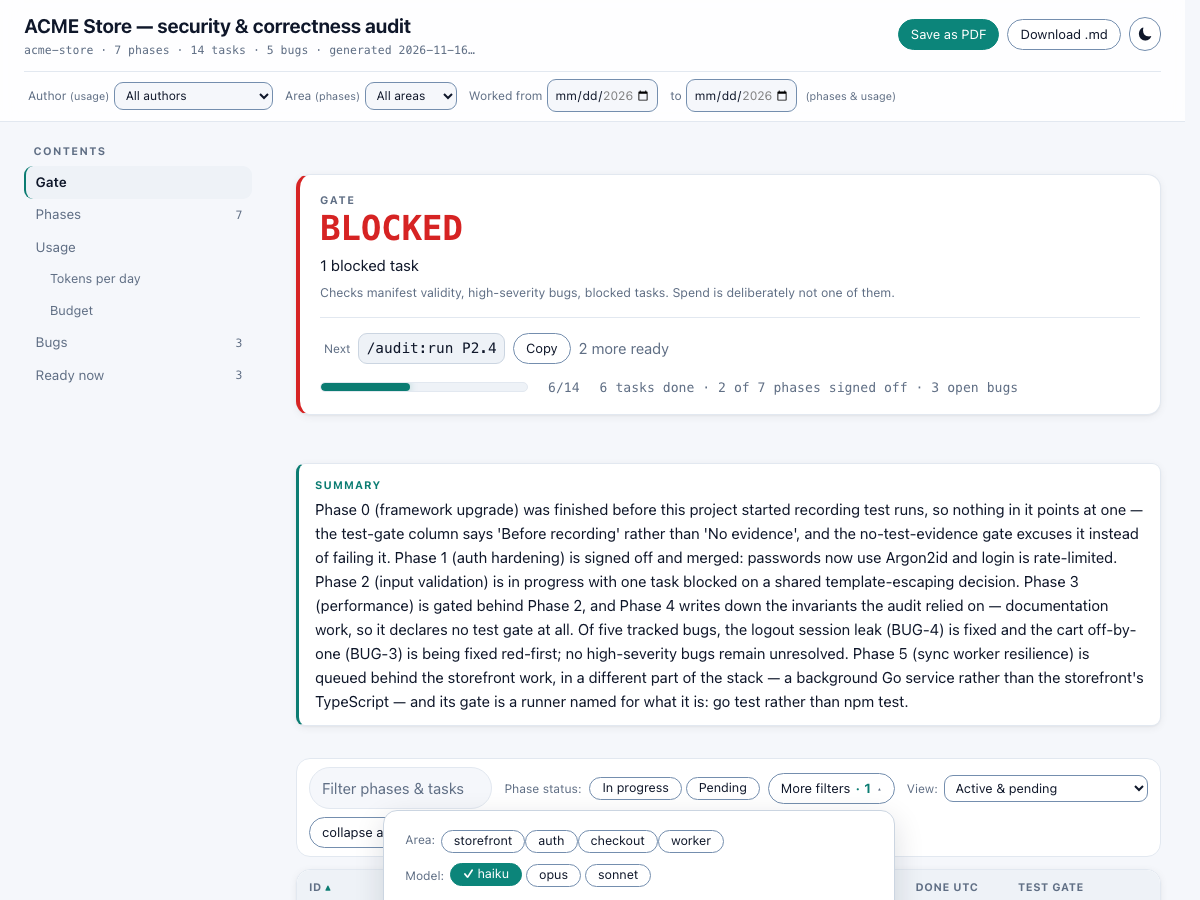 ACME Store — security & correctness audit
acme-store · 7 phases · 14 tasks · 5 bugs · generated 2026-11-16…
Save as PDF
Download .md
Author (usage) All authors Area (phases) All areas Worked from mm/dd/2026 to mm/dd/2026 (phases & usage)
CONTENTS
Gate
Phases 7
Usage
Tokens per day
Budget
Bugs 3
Ready now 3
GATE
BLOCKED
1 blocked task
Checks manifest validity, high-severity bugs, blocked tasks. Spend is deliberately not one of them.
Next /audit:run P2.4 Copy 2 more ready
6/14 6 tasks done · 2 of 7 phases signed off · 3 open bugs
SUMMARY
Phase 0 (framework upgrade) was finished before this project started recording test runs, so nothing in it points at one —
the test-gate column says 'Before recording' rather than 'No evidence', and the no-test-evidence gate excuses it instead
of failing it. Phase 1 (auth hardening) is signed off and merged: passwords now use Argon2id and login is rate-limited.
Phase 2 (input validation) is in progress with one task blocked on a shared template-escaping decision. Phase 3
(performance) is gated behind Phase 2, and Phase 4 writes down the invariants the audit relied on — documentation
work, so it declares no test gate at all. Of five tracked bugs, the logout session leak (BUG-4) is fixed and the cart off-by-
one (BUG-3) is being fixed red-first; no high-severity bugs remain unresolved. Phase 5 (sync worker resilience) is
queued behind the storefront work, in a different part of the stack — a background Go service rather than the storefront's
TypeScript — and its gate is a runner named for what it is: go test rather than npm test.
Filter phases & tasks Phase status: In progress Pending More filters · 1 · View: Active & pending
collapse a
Area: storefront auth checkout worker
Model: ✓ haiku opus sonnet
ID ▲ DONE UTC TEST GATE